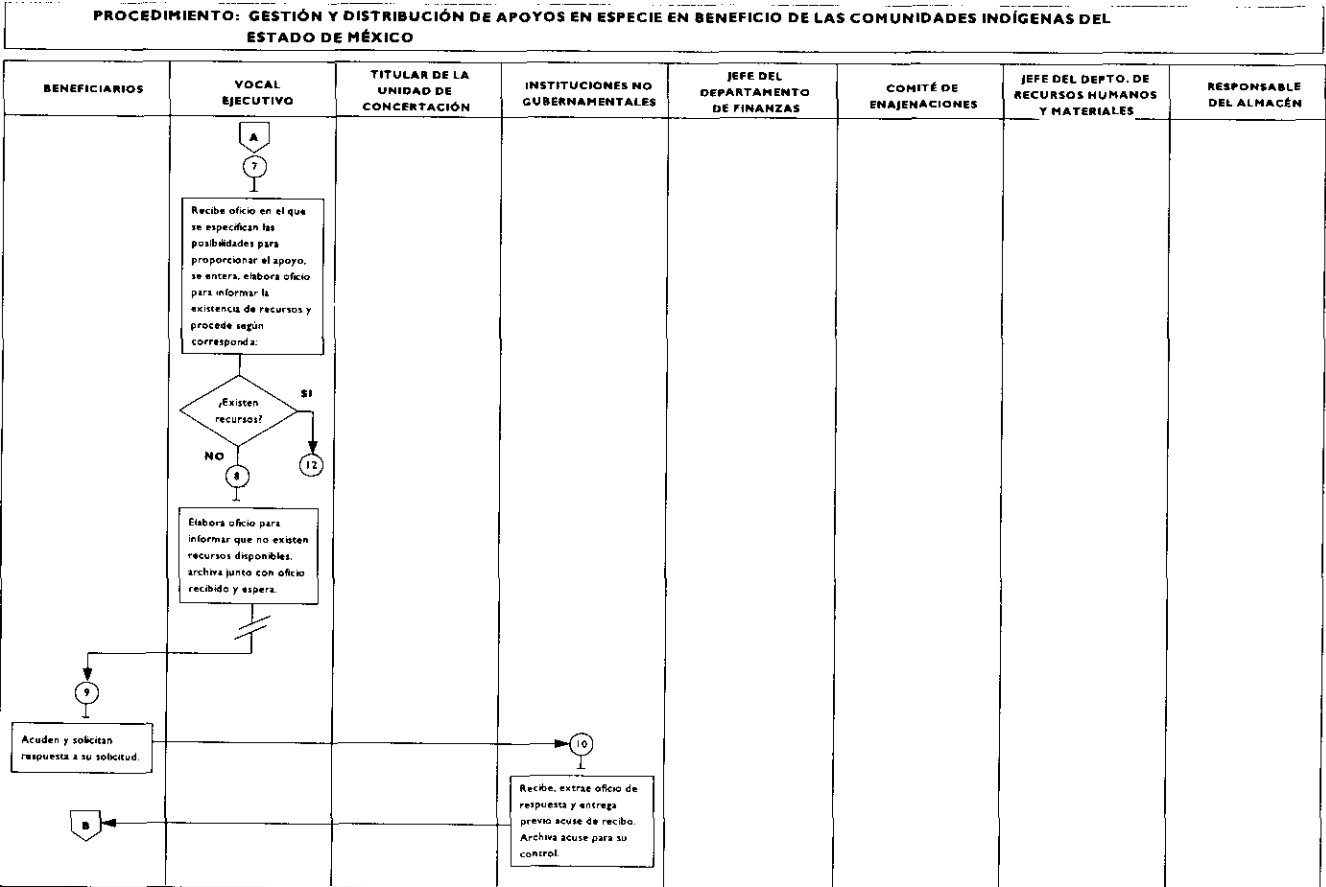 PROCEDIMIENTO: GESTIÓN Y DISTRIBUCIÓN DE APOYOS EN ESPECIE EN BENEFICIO DE LAS COMUNIDADES INDÍGENAS DEL
ESTADO DE MÉXICO
BENEFICIARIOS
VOCAL
EJECUTIVO
TITULAR DE LA
UNIDAD DE
CONCERTACIÓN
INSTITUCIONES NO
GUBERNAMENTALES
JEFE DEL
DEPARTAMENTO
DE FINANZAS
COMITÉ DE
ENAJENACIONES
JEFE DEL DEPTO. DE
RECURSOS HUMANOS
Y MATERIALES
RESPONSABLE
DEL ALMACÉN
A
7
Recibe oficio en el que
se especifican las
posibilidades para
proporcionar el apoyo,
se entera, elabora oficio
para informar la
existencia de recursos y
procede según
corresponda:
¿Existen
recursos?
SI
12
NO
8
Elabora oficio para
informar que no existen
recursos disponibles,
archiva junto con oficio
recibido y espera.
9
Acuden y solicitan
respuesta a su solicitud.
10
Recibe, extrae oficio de
respuesta y entrega
previo acuse de recibo.
Archiva acuse para su
control.
B